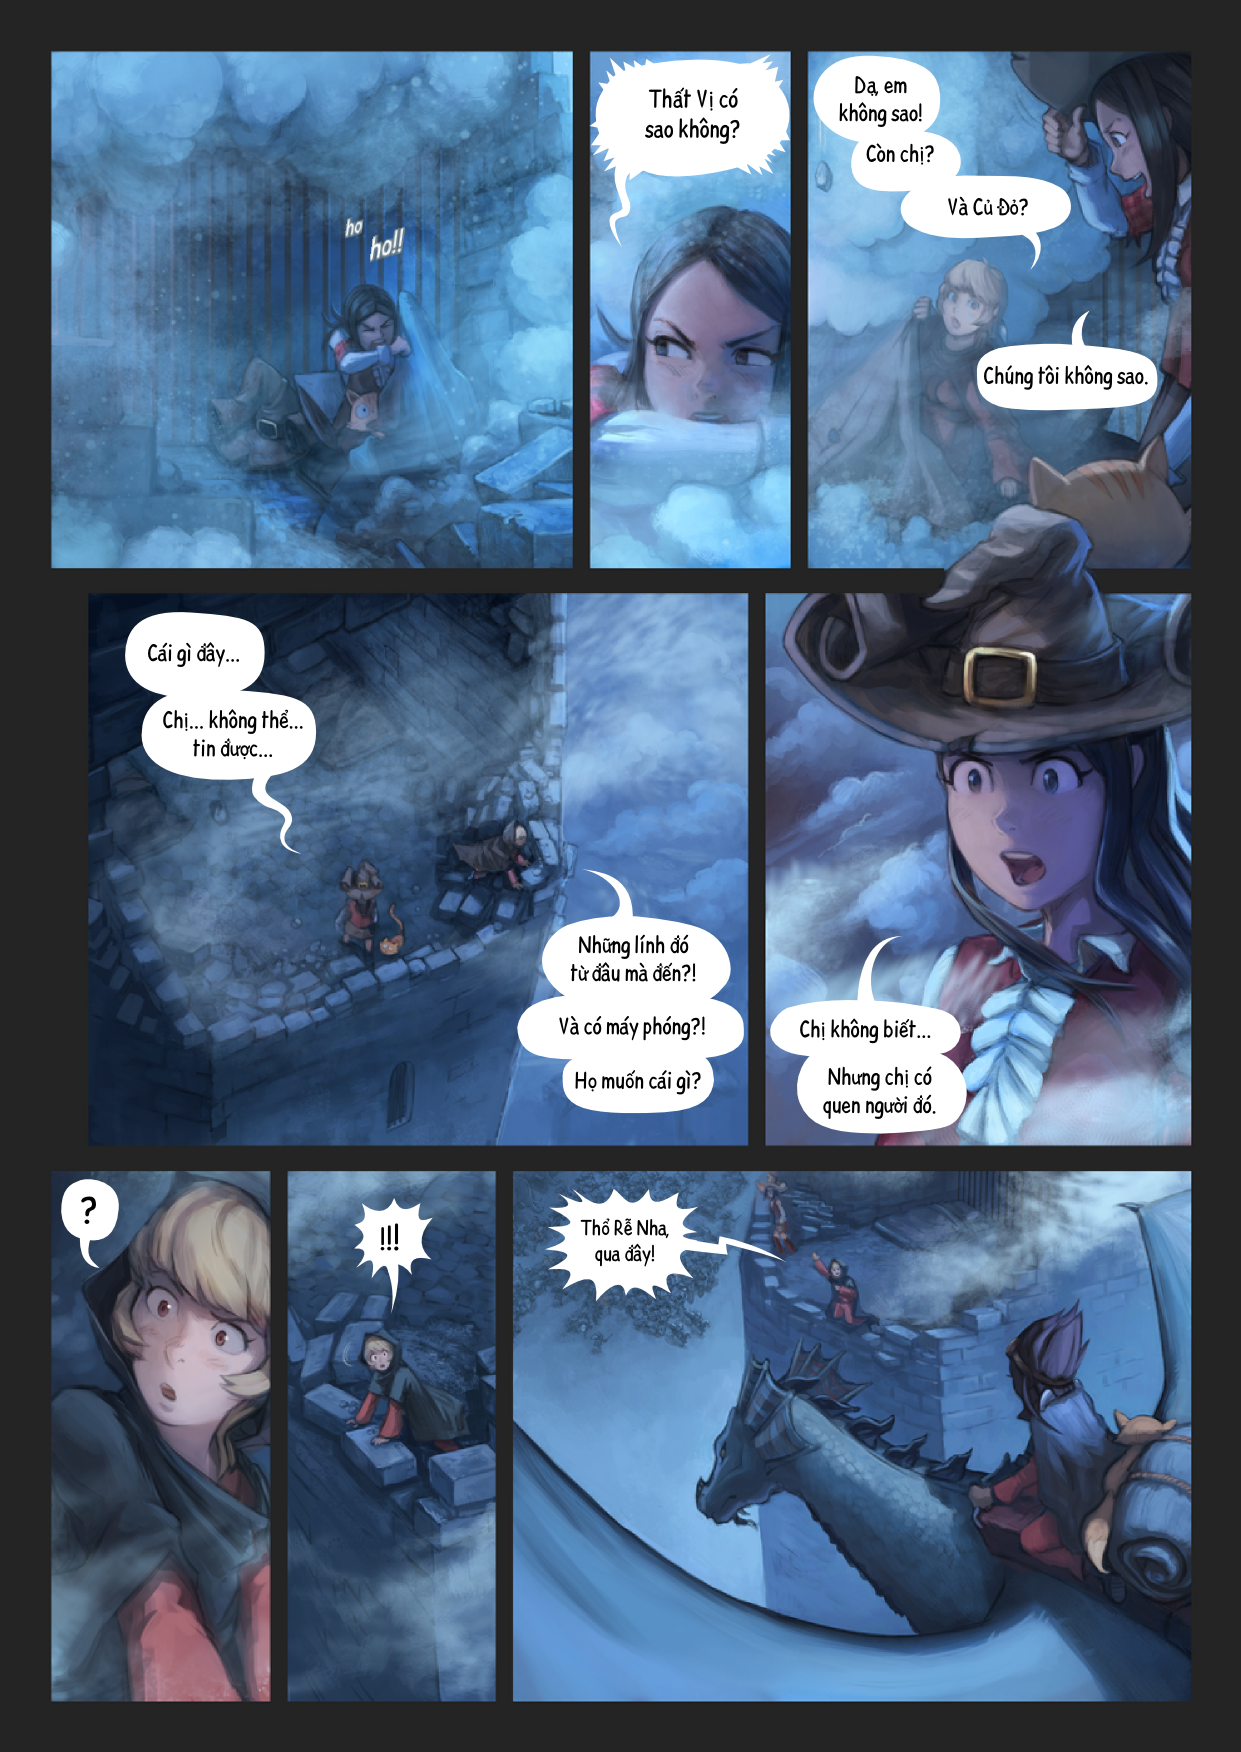 ho
ho!!
Thất Vị có
sao không?
Dạ, em
không sao!
Còn chị?
Và Củ Đỏ?
Chúng tôi không sao.
Cái gì đây...
Chị... không thể...
tin được...
Những lính đó
từ đâu mà đến?!
Và có máy phóng?!
Họ muốn cái gì?
Chị không biết...
Nhưng chị có
quen người đó.
?
!!!
Thổ Rễ Nha,
qua đây!